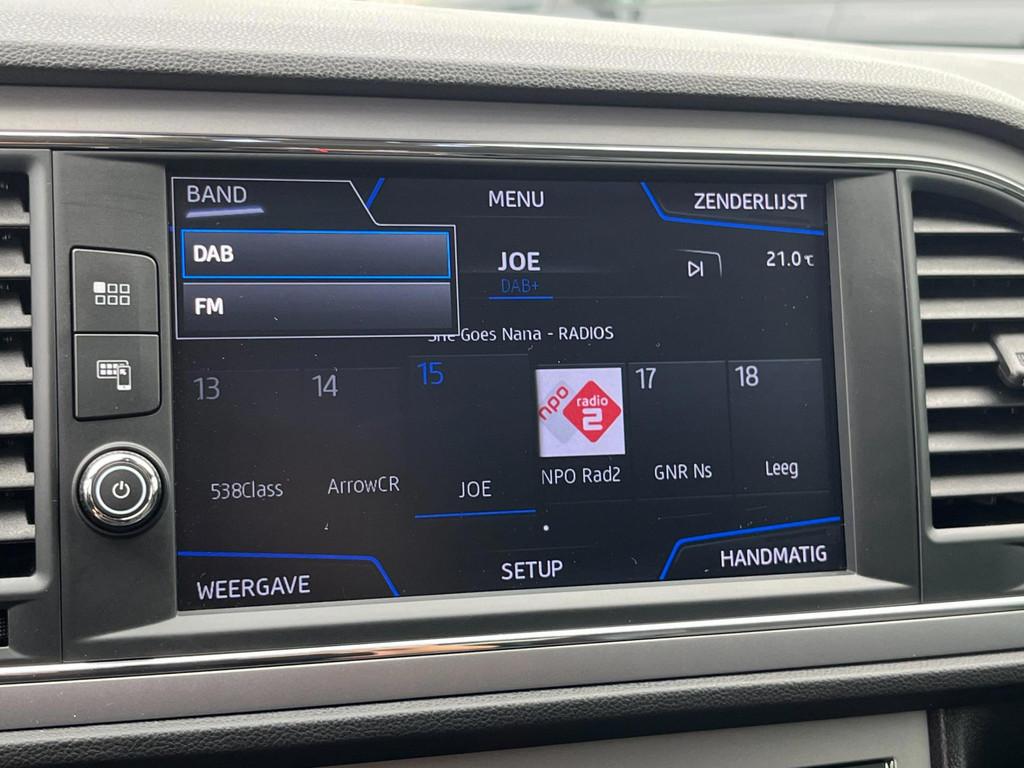 BAND
MENU
ZENDERLIJST
DAB
FM
JOE
DAB+
21.0°C
She Goes Nana - RADIOS
13
14
15
17
18
npo
radio
2
538Class
ArrowCR
JOE
NPO Rad2
GNR Ns
Leeg
WEERGAVE
SETUP
HANDMATIG